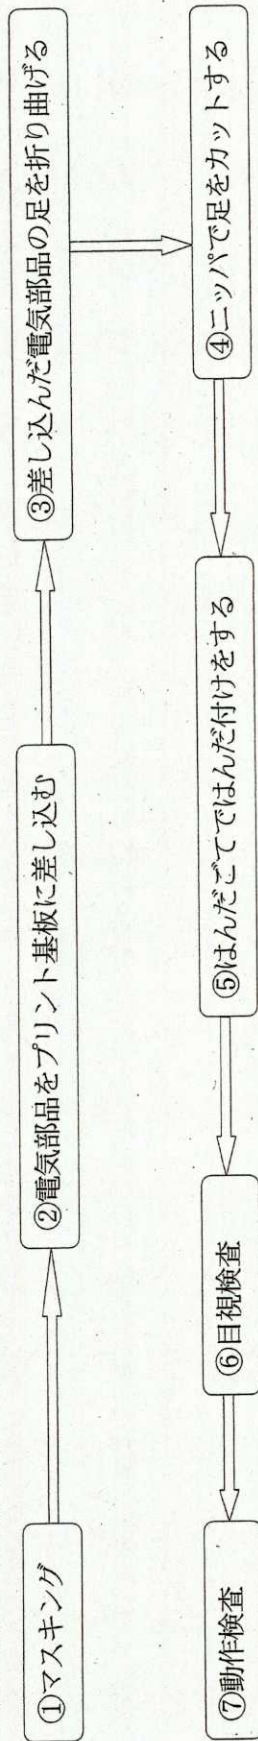 ①マスキング
②電気部品をプリント基板に差し込む
③差し込んだ電気部品の足を折り曲げる
④ニッパで足をカットする
⑤はんだごてではんだ付けをする
⑥目視検査
⑦動作検査